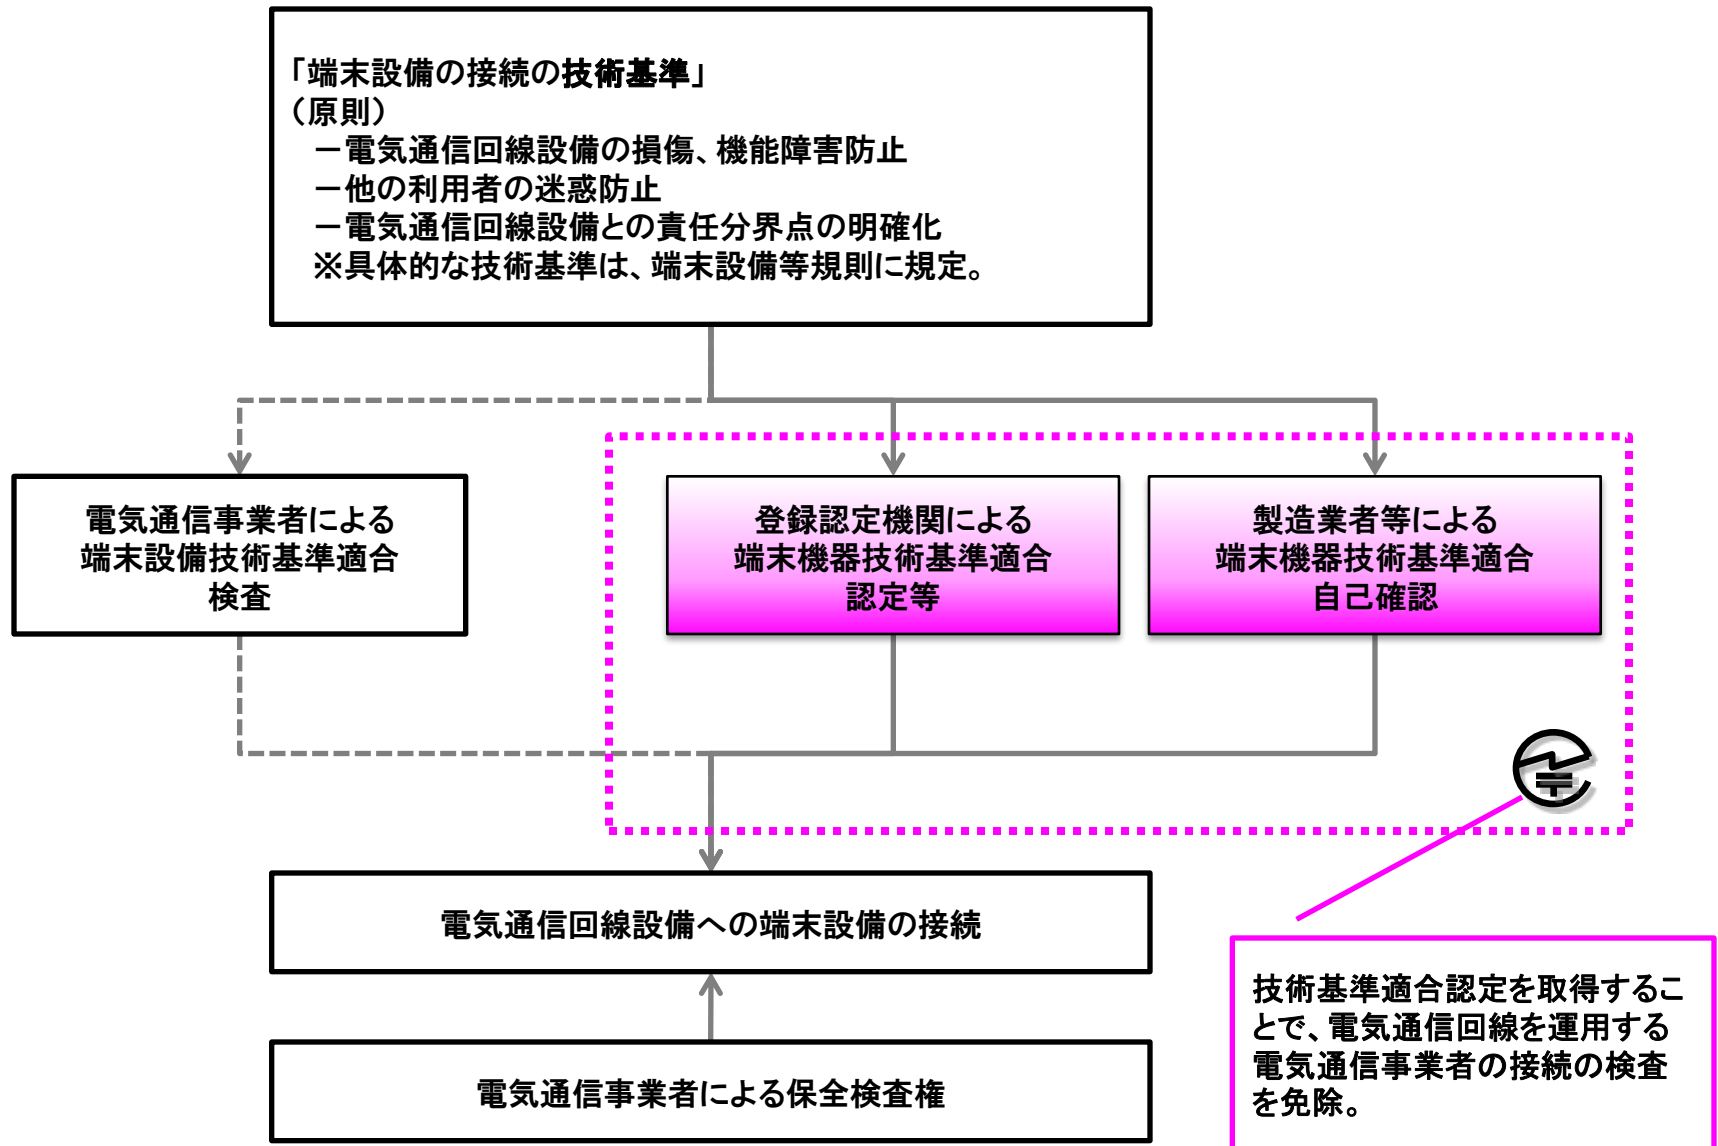 「端末設備の接続の技術基準」
（原則）
－電気通信回線設備の損傷、機能障害防止
－他の利用者の迷惑防止
－電気通信回線設備との責任分界点の明確化
※具体的な技術基準は、端末設備等規則に規定。
電気通信事業者による
端末設備技術基準適合
検査
登録認定機関による
端末機器技術基準適合
認定等
製造業者等による
端末機器技術基準適合
自己確認
電気通信回線設備への端末設備の接続
電気通信事業者による保全検査権
技術基準適合認定を取得するこ
とで、電気通信回線を運用する
電気通信事業者の接続の検査
を免除。